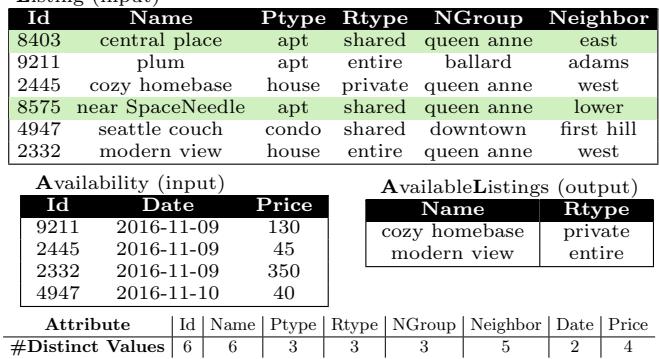 Listing (input)
Id Name Ptype Rtype NGroup Neighbor
8403 central place apt shared queen anne east
9211 plum apt entire ballard adams
2445 cozy homebase house private queen anne west
8575 near SpaceNeedle apt shared queen anne lower
4947 seattle couch condo shared downtown first hill
2332 modern view house entire queen anne west
Availability (input)
Id Date Price
9211 2016-11-09 130
2445 2016-11-09 45
2332 2016-11-09 350
4947 2016-11-10 40
AvailableListings (output)
Name Rtype
cozy homebase private
modern view entire
Attribute Id Name Ptype Rtype NGroup Neighbor Date Price
#Distinct Values 6 6 3 3 3 5 2 4